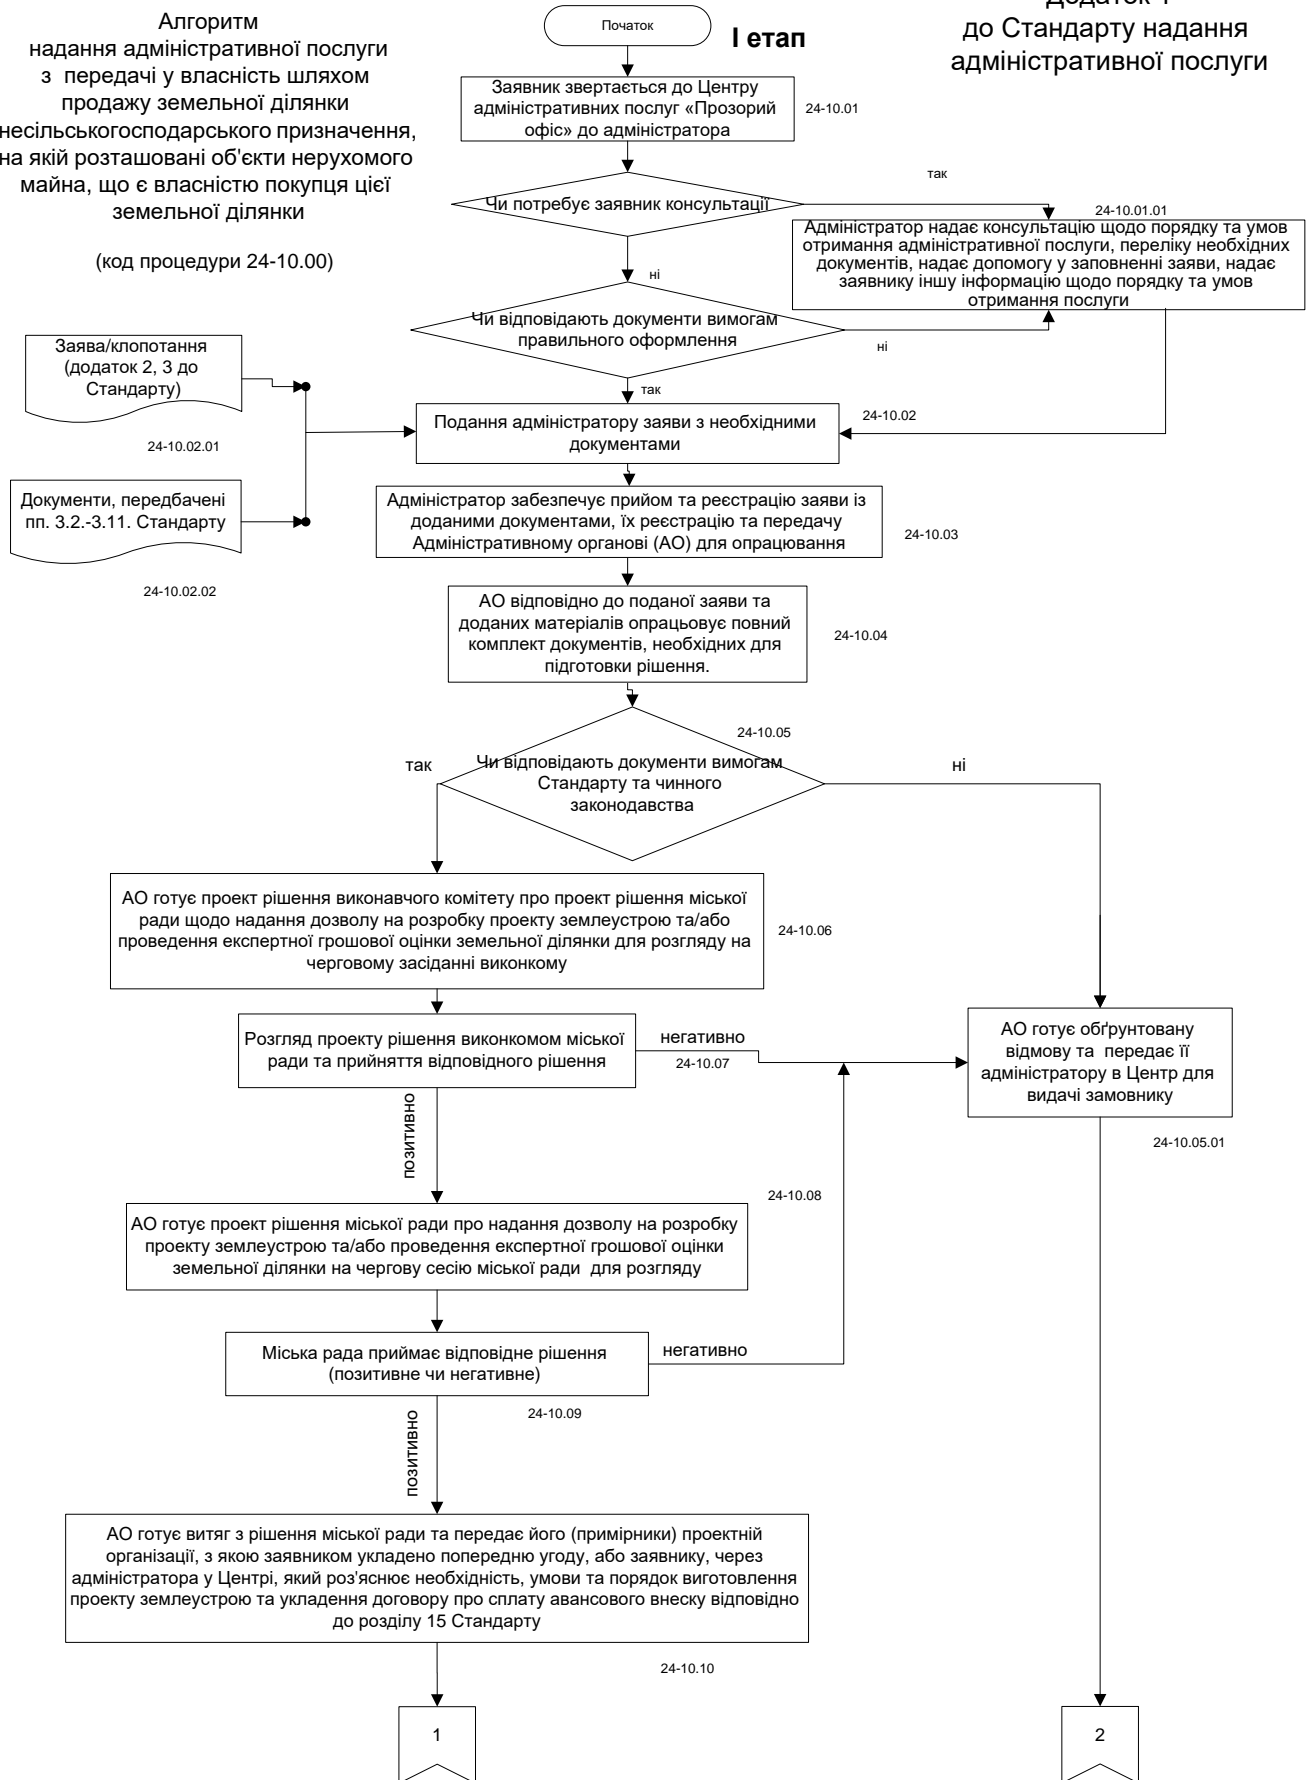 Алгоритм
надання адміністративної послуги
з передачі у власність шляхом
продажу земельної ділянки
несільськогосподарського призначення,
на якій розташовані об'єкти нерухомого
майна, що є власністю покупця цієї
земельної ділянки
(код процедури 24-10.00)
Початок
І етап
Додаток 1
до Стандарту надання
адміністративної послуги
Заявник звертається до Центру
адміністративних послуг «Прозорий
офіс» до адміністратора
24-10.01
Чи потребує заявник консультації
так
24-10.01.01
Адміністратор надає консультацію щодо порядку та умов
отримання адміністративної послуги, переліку необхідних
документів, надає допомогу у заповненні заяви, надає
заявнику іншу інформацію щодо порядку та умов
отримання послуги
ні
Чи відповідають документи вимогам
правильного оформлення
ні
так
Заява/клопотання
(додаток 2, 3 до
Стандарту)
24-10.02.01
Подання адміністратору заяви з необхідними
документами
24-10.02
Документи, передбачені
пп. 3.2.-3.11. Стандарту
24-10.02.02
Адміністратор забезпечує прийом та реєстрацію заяви із
доданими документами, їх реєстрацію та передачу
Адміністративному органові (АО) для опрацювання
24-10.03
АО відповідно до поданої заяви та
доданих матеріалів опрацьовує повний
комплект документів, необхідних для
підготовки рішення.
24-10.04
24-10.05
Чи відповідають документи вимогам
Стандарту та чинного
законодавства
так
ні
АО готує проект рішення виконавчого комітету про проект рішення міської
ради щодо надання дозволу на розробку проекту землеустрою та/або
проведення експертної грошової оцінки земельної ділянки для розгляду на
черговому засіданні виконкому
24-10.06
Розгляд проекту рішення виконкомом міської
ради та прийняття відповідного рішення
негативно
24-10.07
АО готує обґрунтовану
відмову та передає її
адміністратору в Центр для
видачі замовнику
24-10.05.01
позитивно
24-10.08
АО готує проект рішення міської ради про надання дозволу на розробку
проекту землеустрою та/або проведення експертної грошової оцінки
земельної ділянки на чергову сесію міської ради для розгляду
Міська рада приймає відповідне рішення
(позитивне чи негативне)
негативно
24-10.09
позитивно
АО готує витяг з рішення міської ради та передає його (примірники) проектній
організації, з якою заявником укладено попередню угоду, або заявнику, через
адміністратора у Центрі, який роз'яснює необхідність, умови та порядок виготовлення
проекту землеустрою та укладення договору про сплату авансового внеску відповідно
до розділу 15 Стандарту
24-10.10
1
2